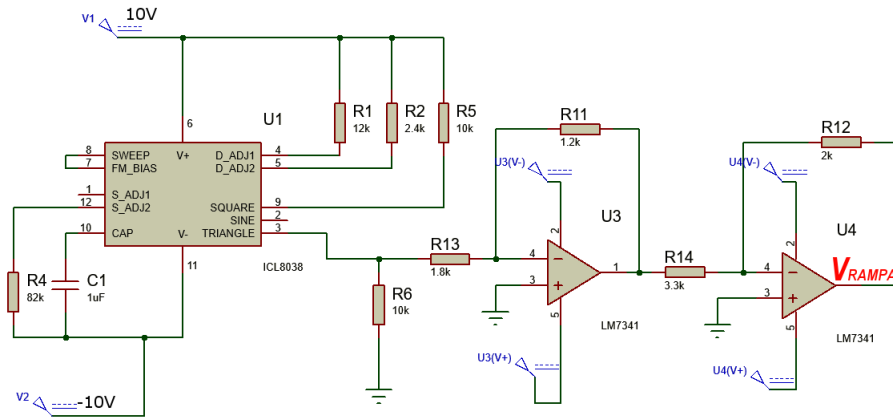 V1
10V
U1
6
R1
12k
R2
2.4k
R5
10k
8
SWEEP
V+
D_ADJ1
4
7
FM_BIAS
D_ADJ2
5
1
S_ADJ1
12
S_ADJ2
SQUARE
9
SINE
2
10
CAP
V-
TRIANGLE
3
11
ICL8038
R4
82k
C1
1uF
R6
10k
V2
-10V
R13
1.8k
R11
1.2k
U3(V-)
2
U3
4
3
1
5
LM7341
U3(V+)
R14
3.3k
R12
2k
U4(V-)
2
U4
4
3
VRAMPA
5
LM7341
U4(V+)